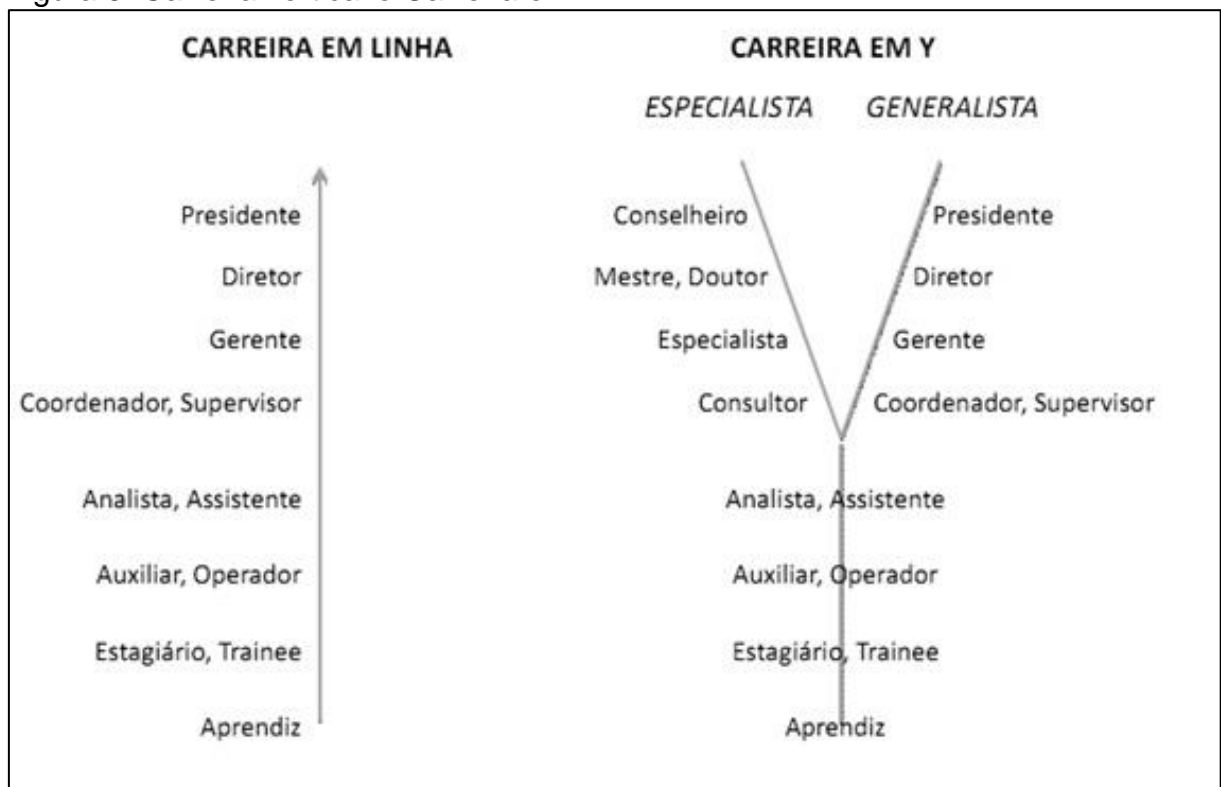 CARREIRA EM LINHA
Presidente
Diretor
Gerente
Coordenador, Supervisor
Analista, Assistente
Auxiliar, Operador
Estagiário, Trainee
Aprendiz
CARREIRA EM Y
ESPECIALISTA GENERALISTA
Conselheiro Presidente
Mestre, Doutor Diretor
Especialista Gerente
Consultor Coordenador, Supervisor
Analista, Assistente
Auxiliar, Operador
Estagiário, Trainee
Aprendiz